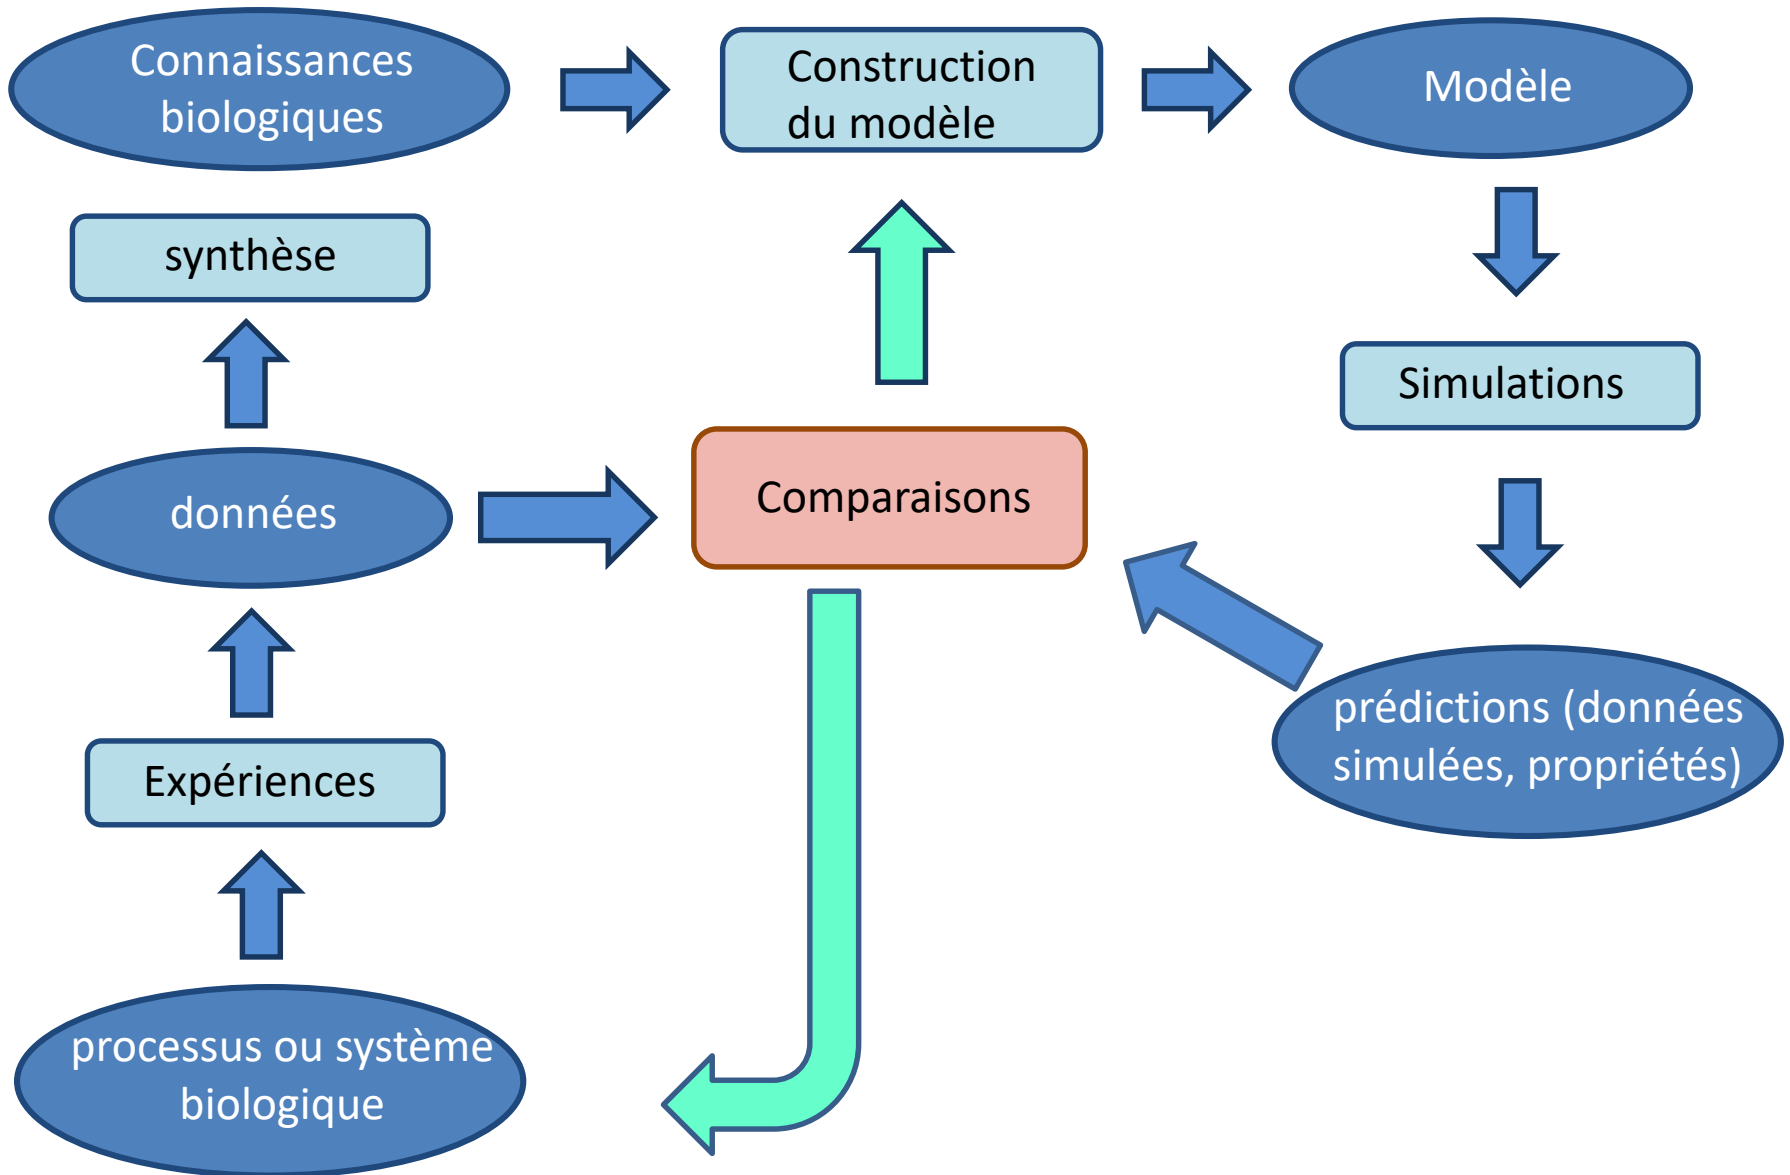 Connaissances
biologiques
Construction
du modèle
Modèle
synthèse
Simulations
données
Comparaisons
prédictions (données
simulées, propriétés)
Expériences
processus ou système
biologique